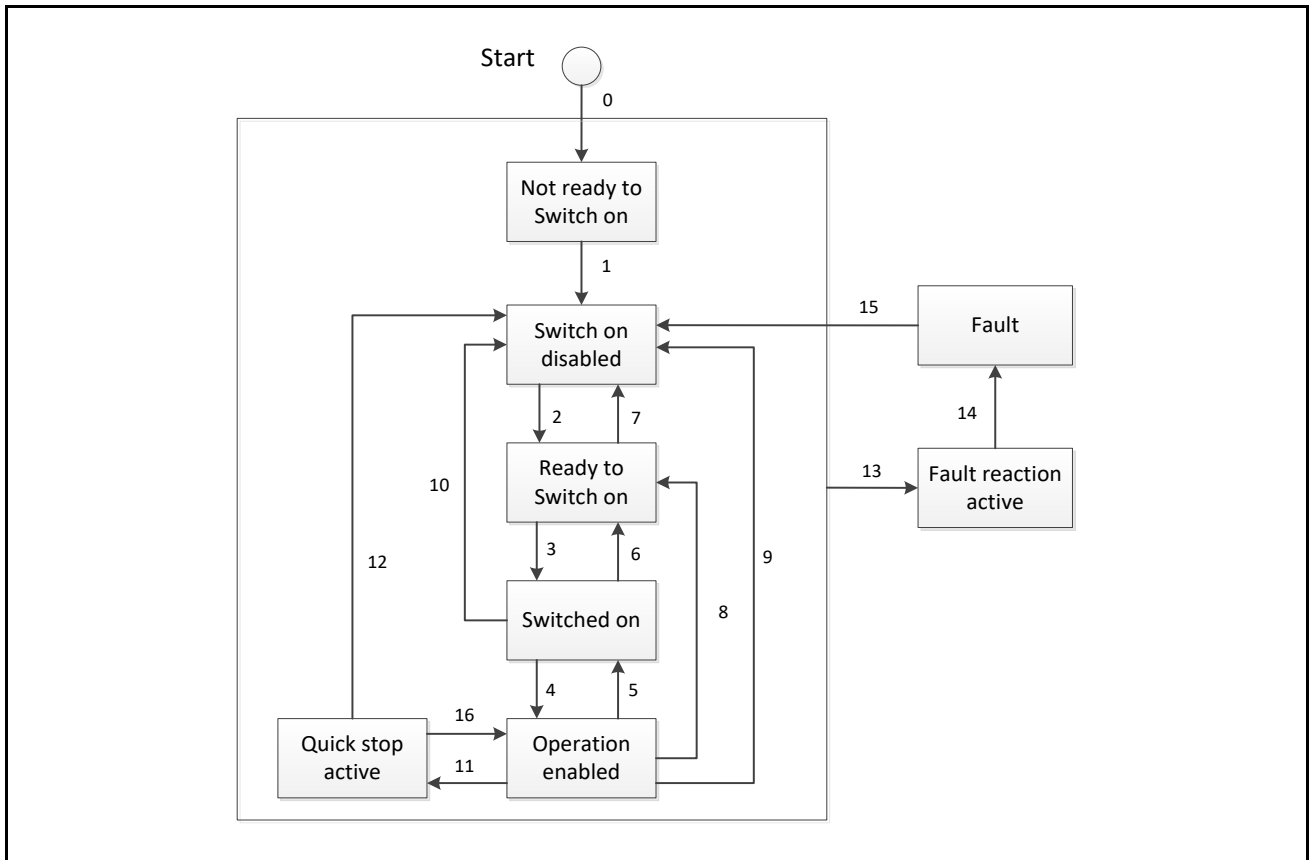 Start
0
Not ready to
Switch on
1
15
Switch on
disabled
Fault
2
7
14
Ready to
Switch on
10
13
Fault reaction
active
3
6
12
9
Switched on
8
4
5
16
Quick stop
active
11
Operation
enabled